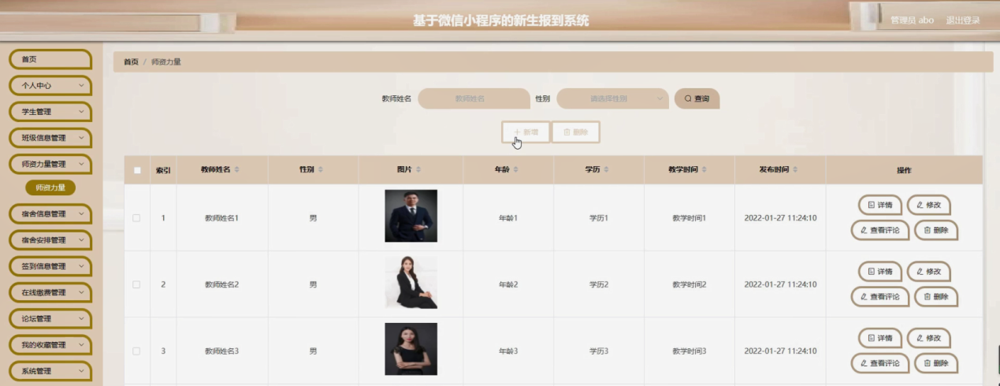 基于微信小程序的新生报到系统
管理员 abo 退出登录
首页
个人中心
学生管理
班级信息管理
师资力量管理
师资力量
宿舍信息管理
宿舍安排管理
签到信息管理
在线缴费管理
论坛管理
我的收藏管理
系统管理
首页 / 师资力量
教师姓名 教师姓名 性别 请选择性别 查询
新增 删除
索引 教师姓名 性别 图片 年龄 学历 教学时间 发布时间 操作
1 教师姓名1 男 年龄1 学历1 教学时间1 2022-01-27 11:24:10 详情 修改
查看评论 删除
2 教师姓名2 男 年龄2 学历2 教学时间2 2022-01-27 11:24:10 详情 修改
查看评论 删除
3 教师姓名3 男 年龄3 学历3 教学时间3 2022-01-27 11:24:10 详情 修改
查看评论 删除